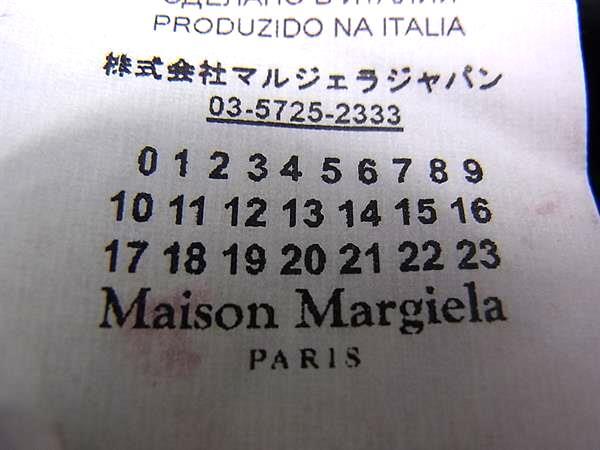 СДЕЛАНО В ИТАЛИИ
PRODUZIDO NA ITALIA
株式会社マルジェラジャパン
03-5725-2333
0 1 2 3 4 5 6 7 8 9
10 11 12 13 14 15 16
17 18 19 20 21 22 23
Maison Margiela
PARIS